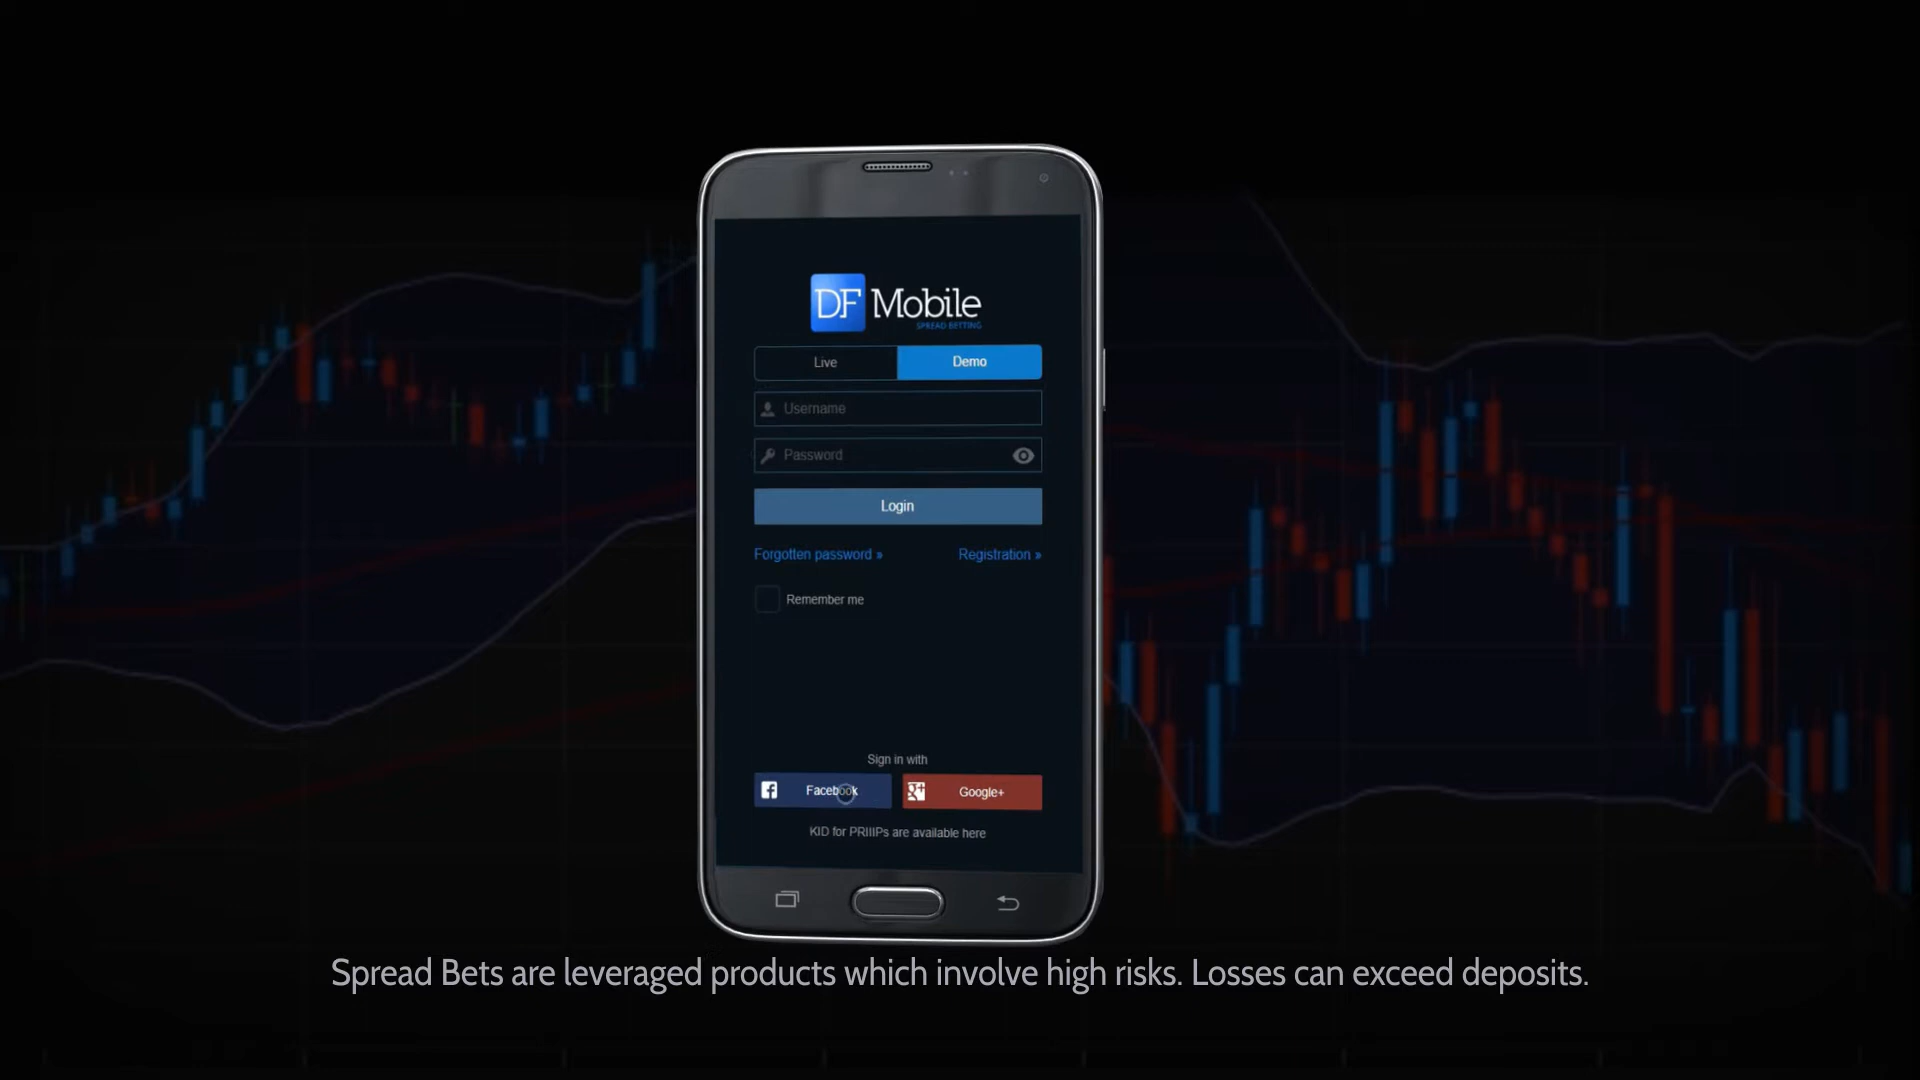 DF Mobile
SPREAD BETTING
Live
Demo
Username
Password
Login
Forgotten password »
Registration »
Remember me
Sign in with
Facebook
Google+
KID for PRIIIPs are available here
Spread Bets are leveraged products which involve high risks. Losses can exceed deposits.